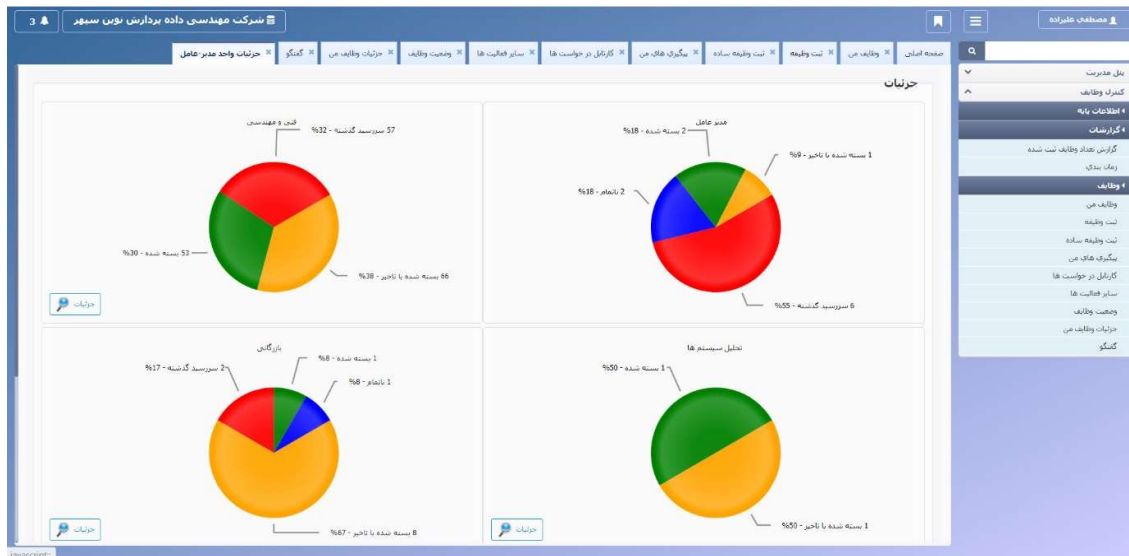 مصطفی علیزاده
شرکت مهندسی داده پردازش نوین سپهر
3
صفحه اصلی
وظایف من
ثبت وظیفه
ثبت وظیفه ساده
پیگیری های من
کارتابل در خواست ها
سایر فعالیت ها
وضعیت وظایف
جزئیات وظایف من
گفتگو
جزئیات واحد مدیر-عامل
پنل مدیریت
کنترل وظایف
اطلاعات پایه
گزارشات
گزارش تعداد وظایف ثبت شده
زمان بندی
وظایف
وظایف من
ثبت وظیفه
ثبت وظیفه ساده
پیگیری های من
کارتابل در خواست ها
سایر فعالیت ها
وضعیت وظایف
جزئیات وظایف من
گفتگو
جزئیات
مدیر عامل
2 بسته شده - 18%
1 بسته شده با تاخیر - 9%
2 ناتمام - 18%
6 سررسید گذشته - 55%
فنی و مهندسی
57 سررسید گذشته - 32%
53 بسته شده - 30%
66 بسته شده با تاخیر - 38%
جزئیات
تحلیل سیستم ها
1 بسته شده - 50%
1 بسته شده با تاخیر - 50%
جزئیات
بازرگانی
1 بسته شده - 8%
2 سررسید گذشته - 17%
1 ناتمام - 8%
8 بسته شده با تاخیر - 67%
جزئیات
javascript:;